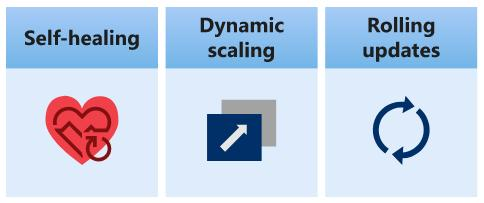 Self-healing
Dynamic
scaling
Rolling
updates